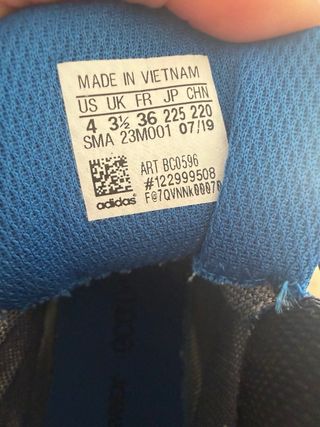 MADE IN VIETNAM
US UK FR JP CHN
4 3½ 36 225 220
SMA 23M001 07/19
ART BC0596
#122999508
adidas F@7QVNNk00070